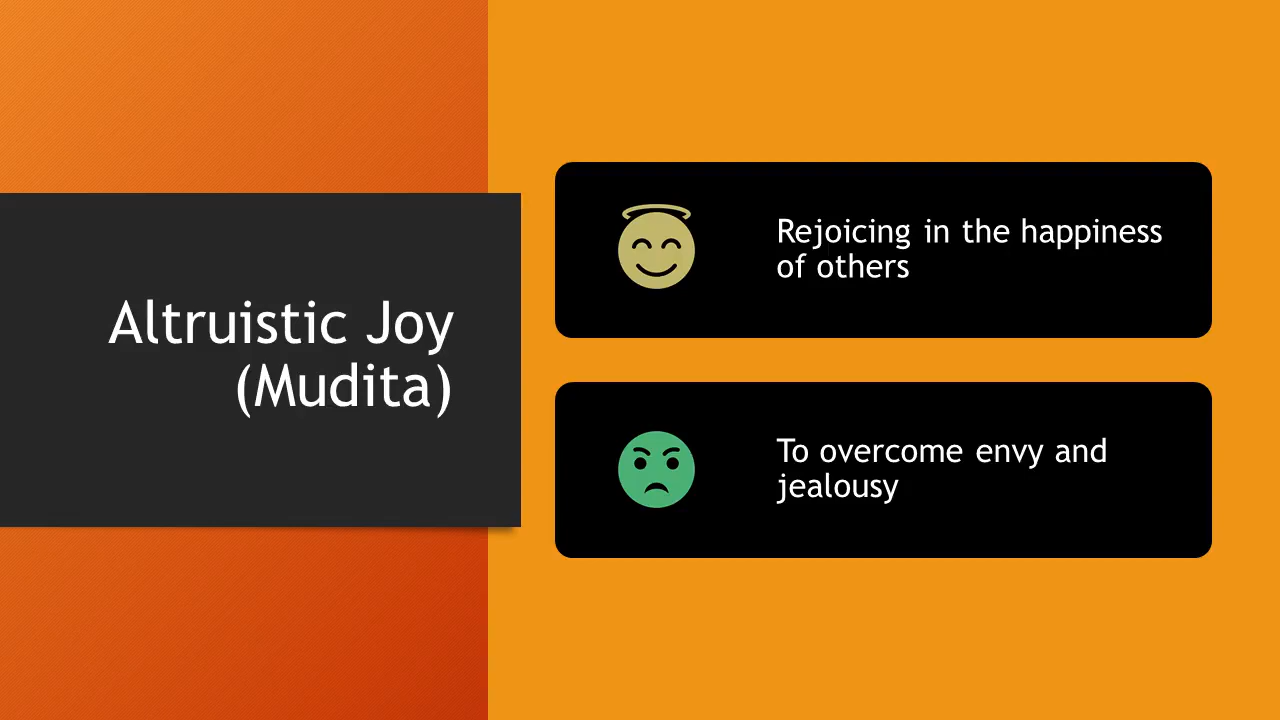 Altruistic Joy
(Mudita)
Rejoicing in the happiness
of others
To overcome envy and
jealousy